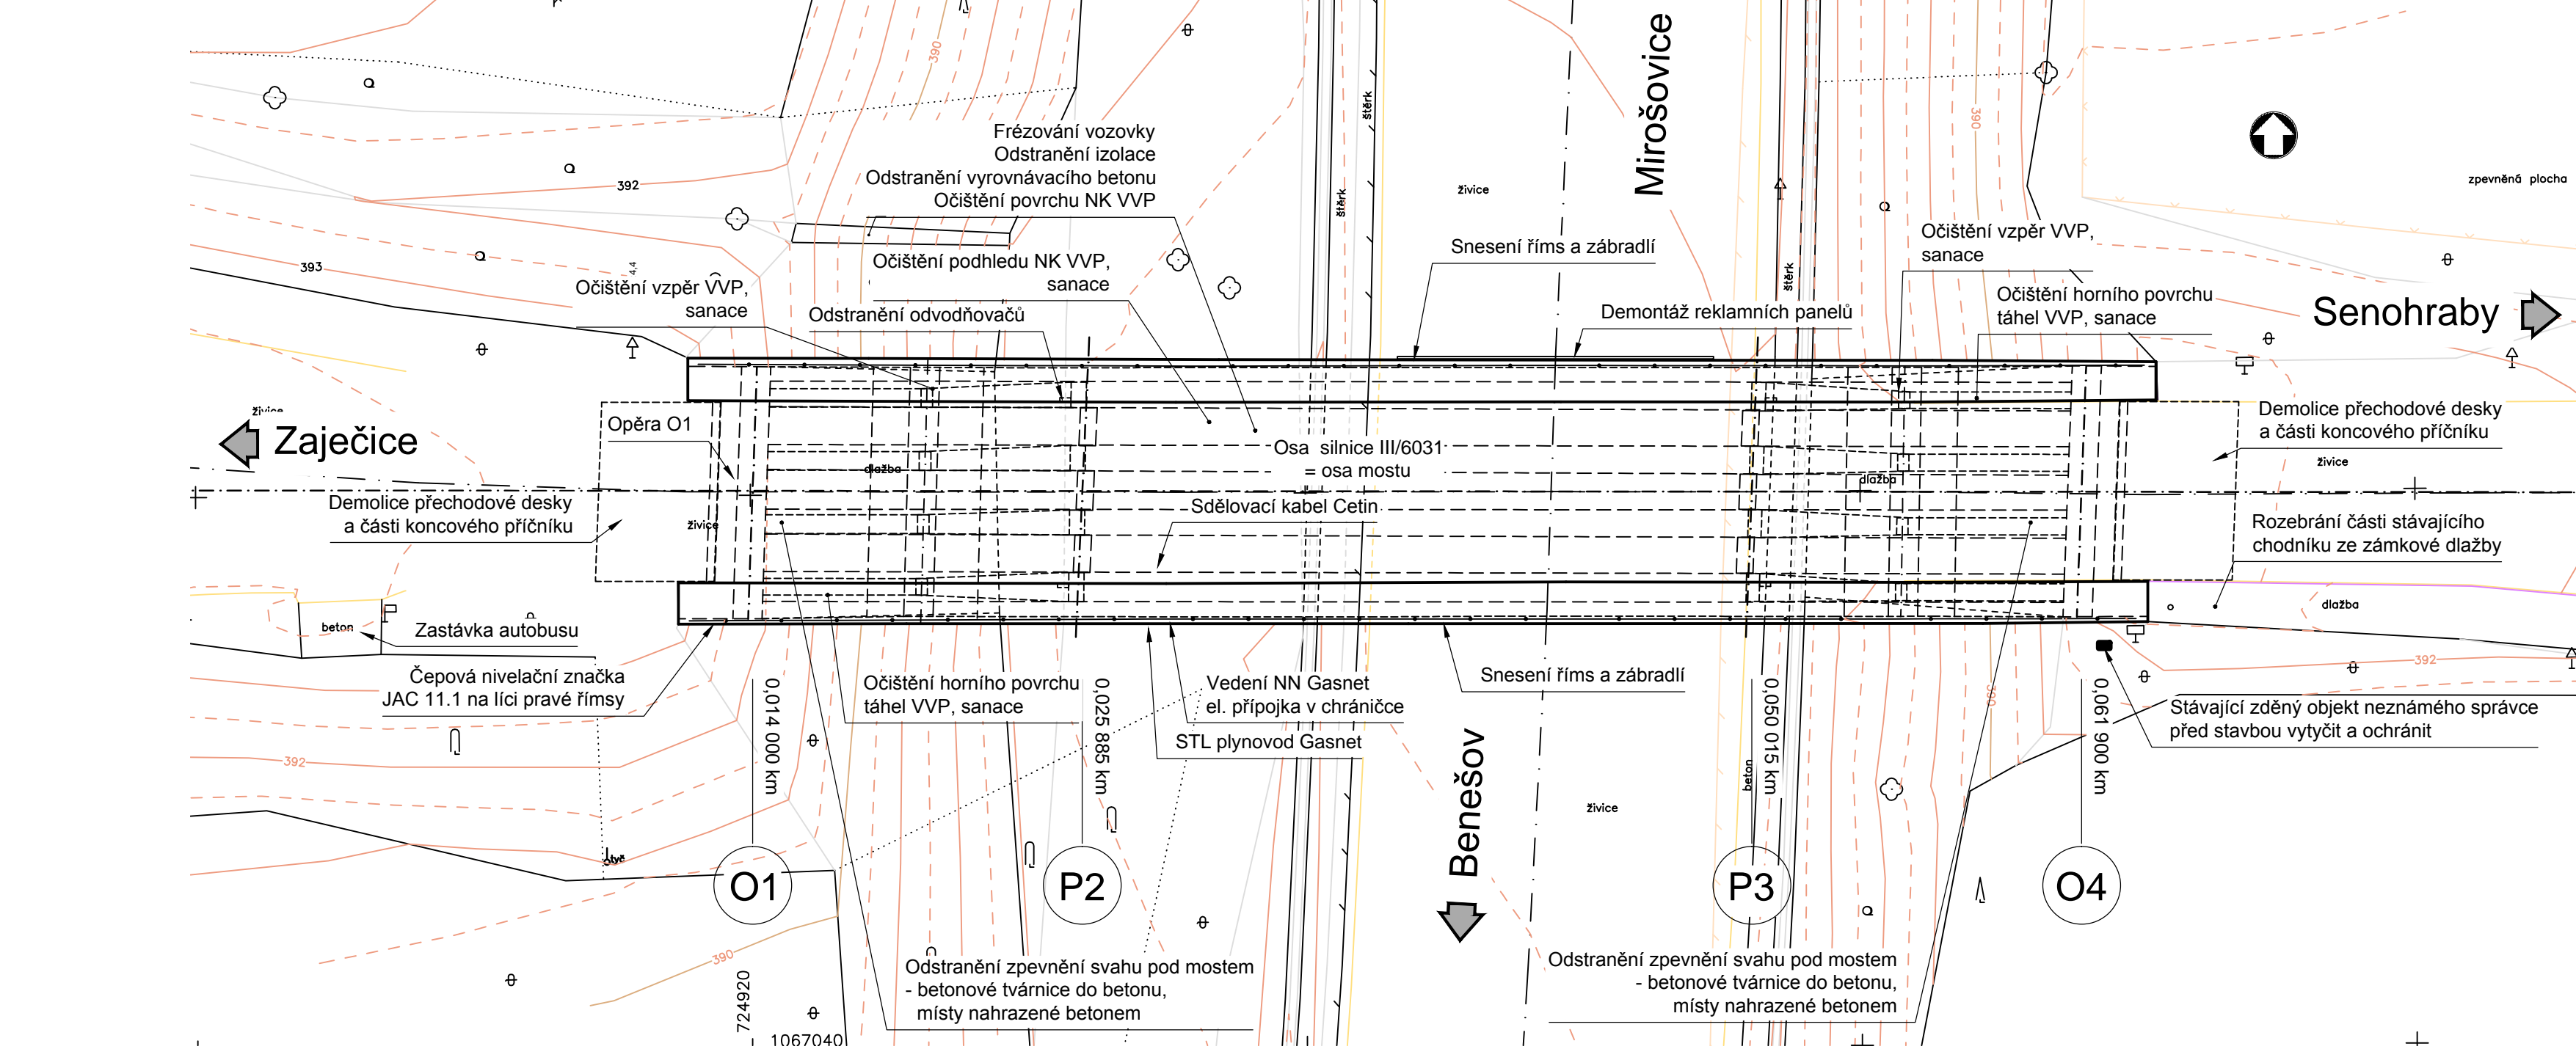 390
štěrk
Mirošovice
390
Frézování vozovky
Odstranění izolace
Odstranění vyrovnávacího betonu
Očištění povrchu NK VVP
392
štěrk
živice
zpevněná plocha
Snesení říms a zábradlí
Očištění vzpěr VVP,
sanace
393
4,4
Očištění vzpěr VVP,
sanace
Očištění podhledu NK VVP,
sanace
Odstranění odvodňovačů
štěrk
Demontáž reklamních panelů
Očištění horního povrchu
táhel VVP, sanace
Senohraby
živice
Zaječice
Opěra O1
dlažba
Osa silnice III/6031
= osa mostu
dlažba
Demolice přechodové desky
a části koncového příčníku
živice
Demolice přechodové desky
a části koncového příčníku
živice
Sdělovací kabel Cetin
Rozebrání části stávajícího
chodníku ze zámkové dlažby
beton
Zastávka autobusu
dlažba
Čepová nivelační značka
JAC 11.1 na líci pravé římsy
Očištění horního povrchu
táhel VVP, sanace
Vedení NN Gasnet
el. přípojka v chráničce
STL plynovod Gasnet
Snesení říms a zábradlí
392
390
Stávající zděný objekt neznámého správce
před stavbou vytyčit a ochránit
392
0,014 000 km
0,025 885 km
0,050 015 km
0,061 900 km
Benešov
beton
živice
tyč
O1
P2
P3
O4
390
Odstranění zpevnění svahu pod mostem
- betonové tvárnice do betonu,
místy nahrazené betonem
Odstranění zpevnění svahu pod mostem
- betonové tvárnice do betonu,
místy nahrazené betonem
724920
1067040